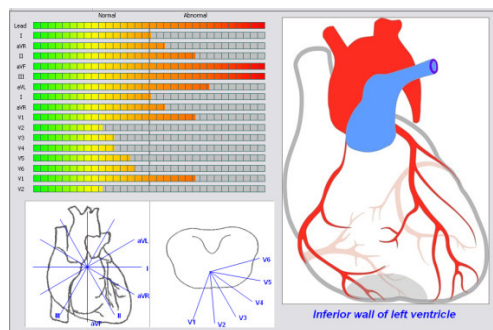 Normal Abnormal
Lead
I
aVR
II
aVF
III
aVL
I
aVR
V1
V2
V3
V4
V5
V6
V1
V2
aVL
I
aVR
III aVF II
V6
V5
V4
V3
V2
V1
Inferior wall of left ventricle